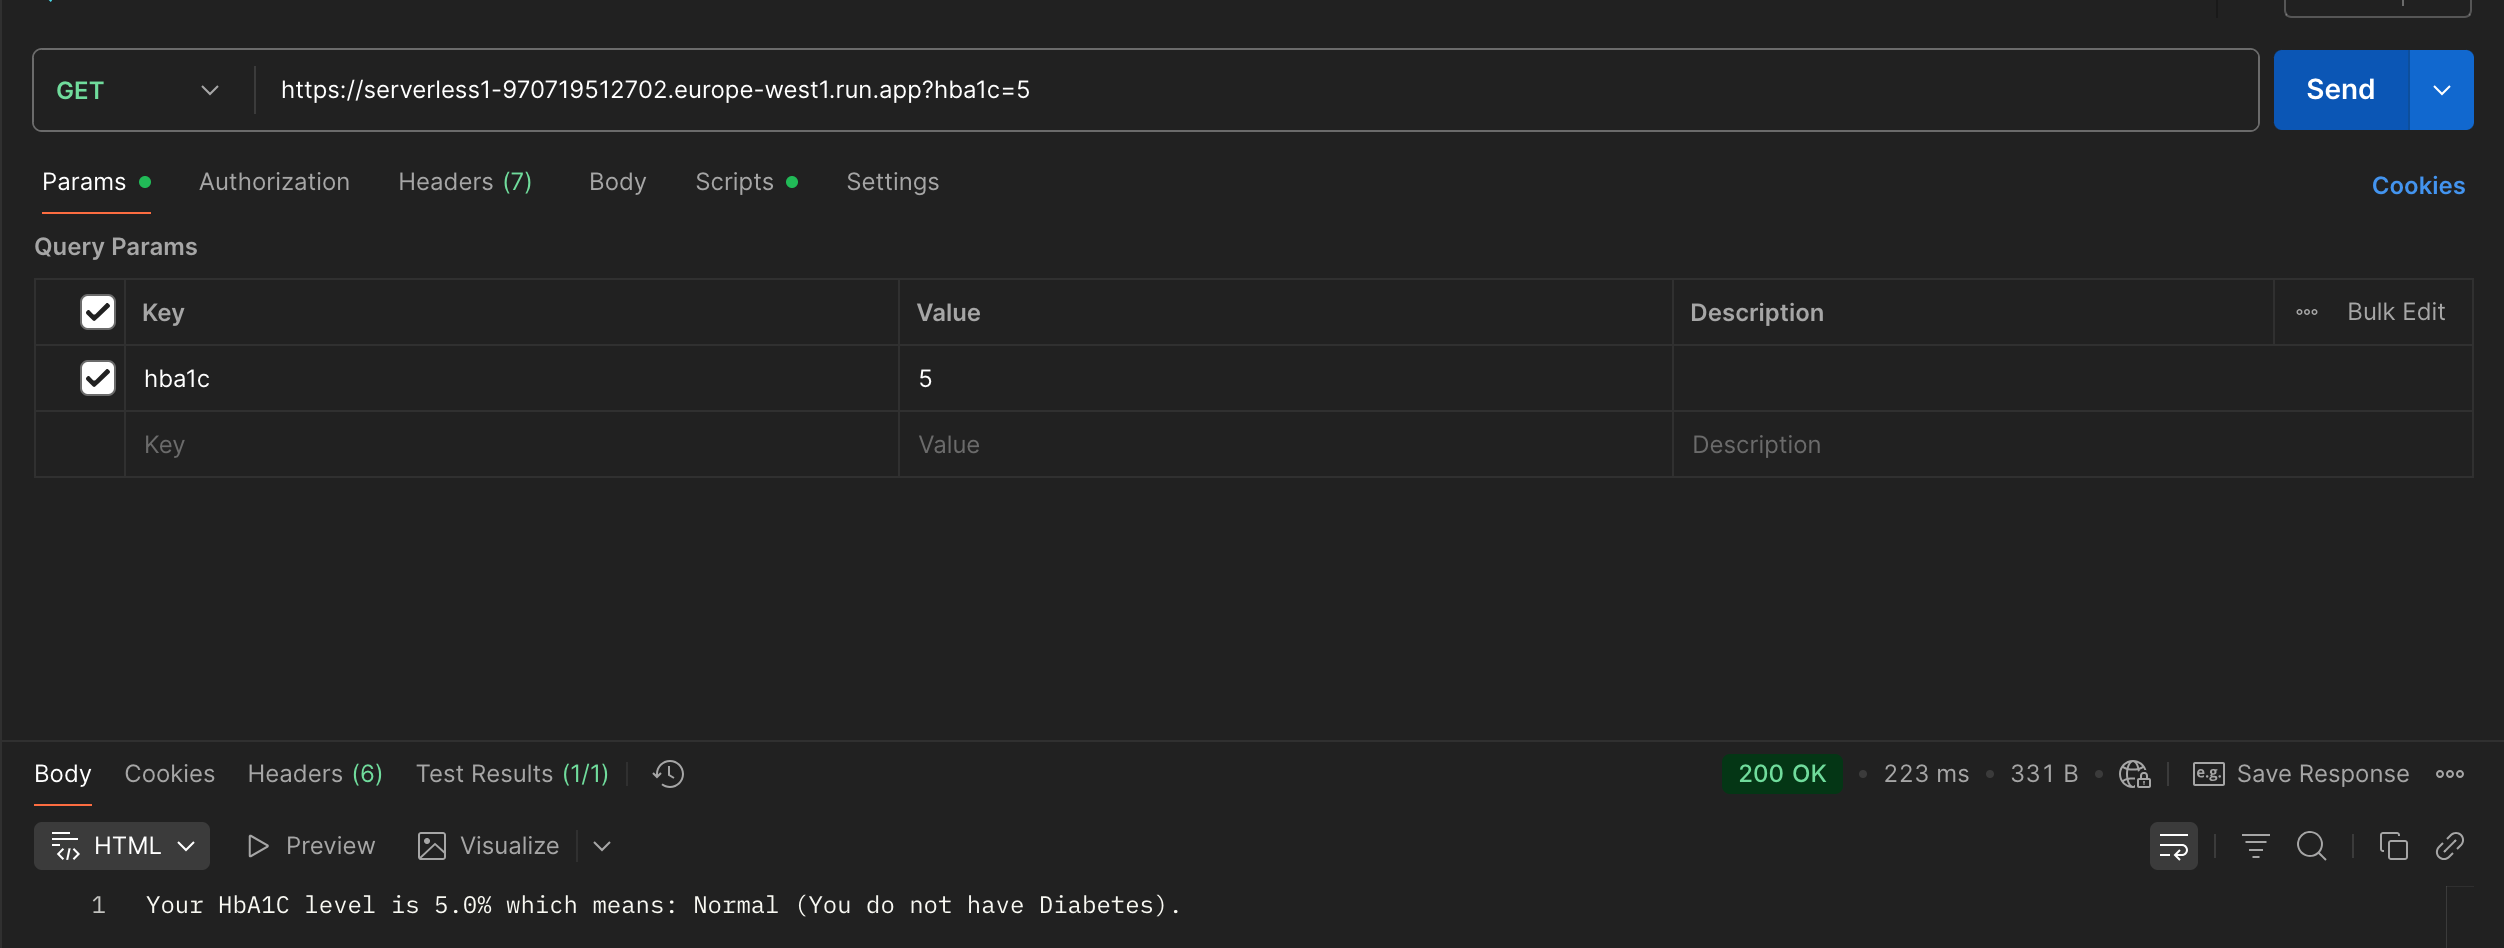 GET https://serverless1-970719512702.europe-west1.run.app?hba1c=5 Send
Params Authorization Headers (7) Body Scripts Settings Cookies
Query Params
Key Value Description Bulk Edit
hba1c 5
Key Value Description
Body Cookies Headers (6) Test Results (1/1) 200 OK 223 ms 331 B e.g. Save Response
HTML Preview Visualize
1 Your HbA1C level is 5.0% which means: Normal (You do not have Diabetes).